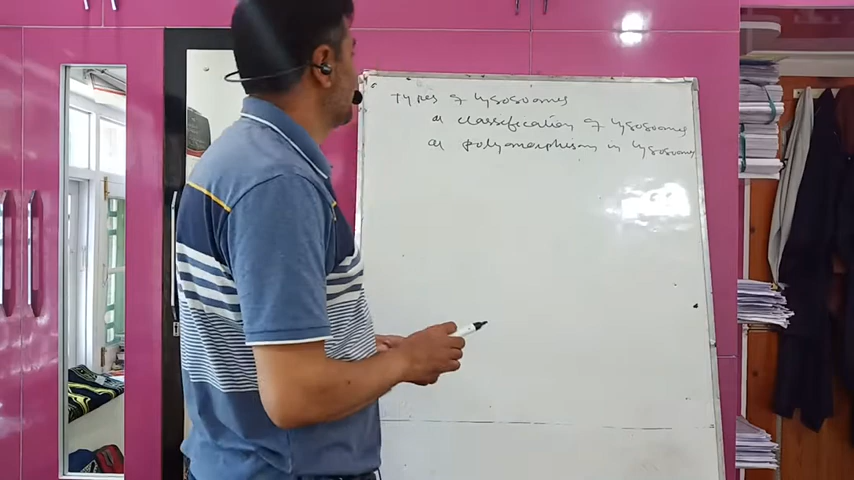 Types of Lysosomes
or classification of Lysosomes
or Polymorphism in Lysosomes